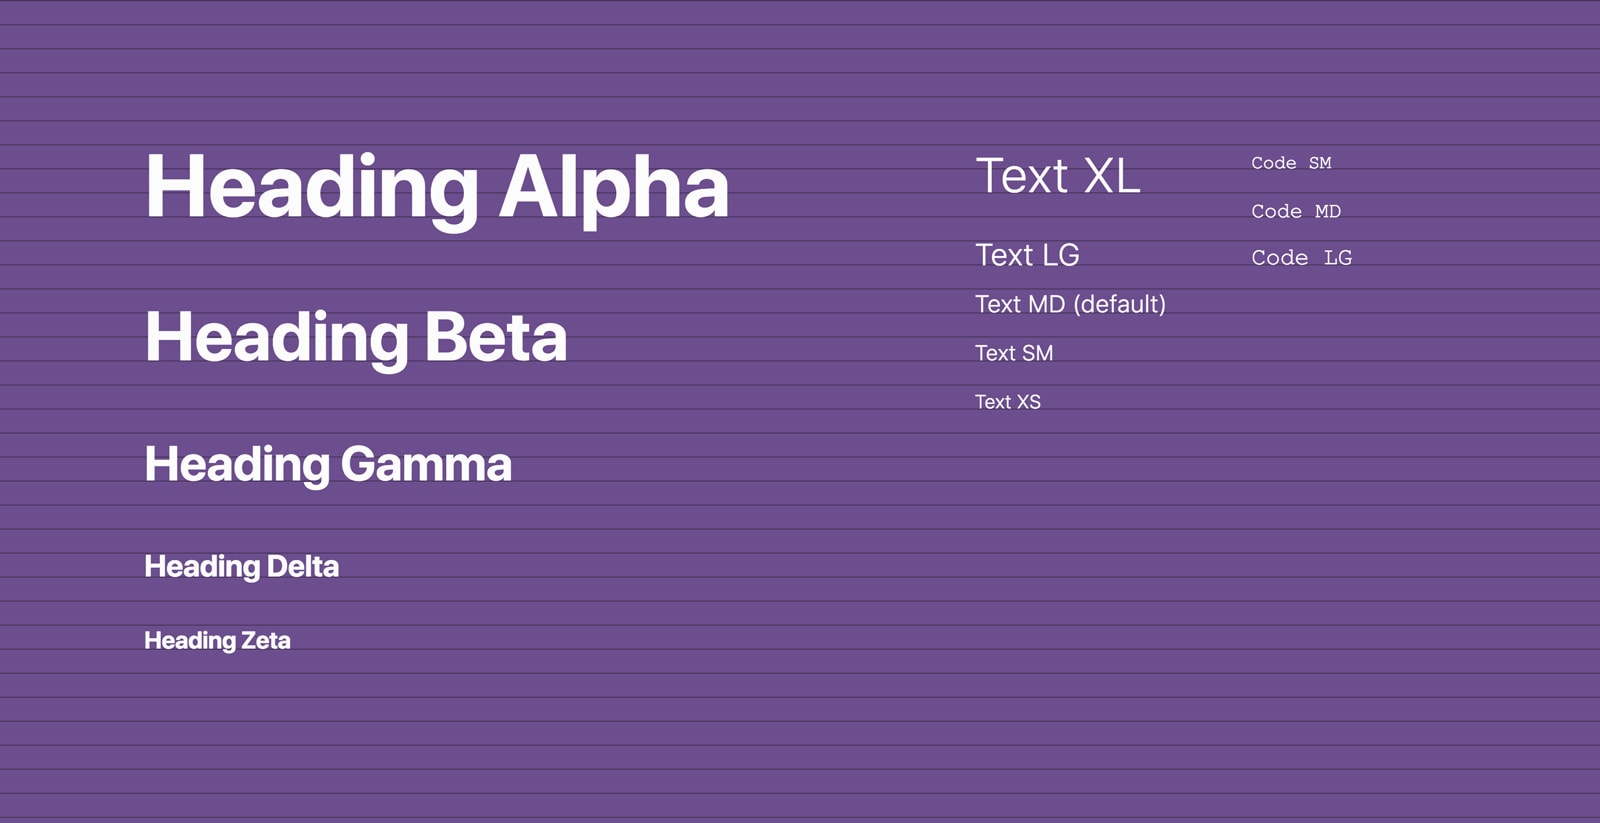 Heading Alpha
Heading Beta
Heading Gamma
Heading Delta
Heading Zeta
Text XL
Text LG
Text MD (default)
Text SM
Text XS
Code SM
Code MD
Code LG